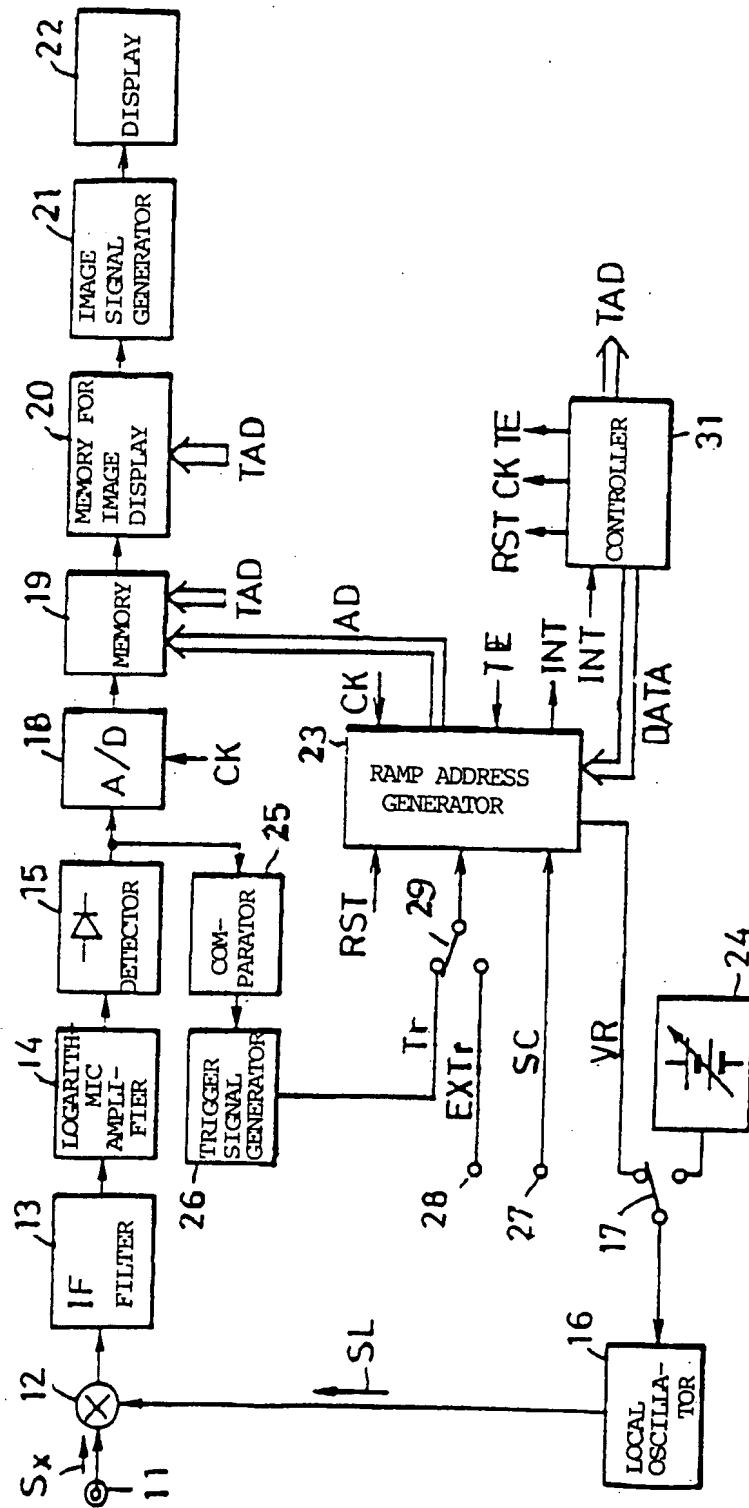 Sx
11
12
13
IF
FILTER
14
LOGARITH-
MIC
AMPLI-
FIER
15
DETECTOR
18
A/D
CK
19
MEMORY
TAD
AD
20
MEMORY FOR
IMAGE
DISPLAY
TAD
21
IMAGE
SIGNAL
GENERATOR
22
DISPLAY
25
COM-
PARATOR
26
TRIGGER
SIGNAL
GENERATOR
Tr
29
EXTr
28
SC
27
RST
23
CK
RAMP ADDRESS
GENERATOR
TE
INT
DATA
VR
INT
RST
CK
TE
CONTROLLER
31
TAD
SL
16
LOCAL
OSCILLA-
TOR
17
24